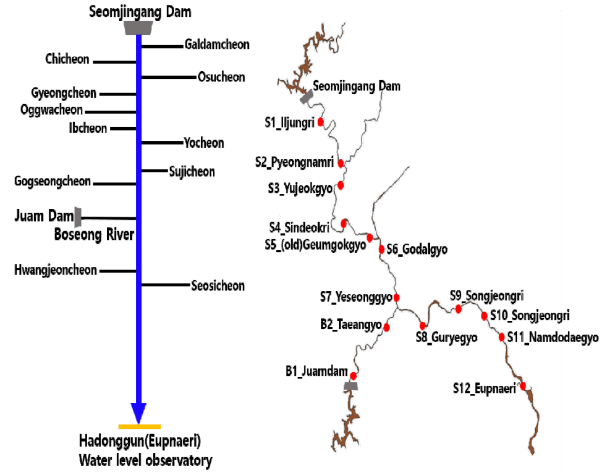 Seomjingang Dam
Galdamcheon
Chicheon
Osucheon
Gyeongcheon
Oggwacheon
Ibcheon
Yocheon
Sujicheon
Gogseongcheon
Juam Dam
Boseong River
Hwangjeoncheon
Seosicheon
Hadonggun(Eupnaeri)
Water level observatory
Seomjingang Dam
S1_Iljungri
S2_Pyeongnamri
S3_Yujeokgyo
S4_Sindeokri
S5_(old)Geumgokgyo
S6_Godalgyo
S7_Yeseonggyo
S9_Songjeongri
B2_Taeangyo
S10_Songjeongri
S8_Guryegyo
S11_Namdodaegyo
B1_Juamdam
S12_Eupnaeri